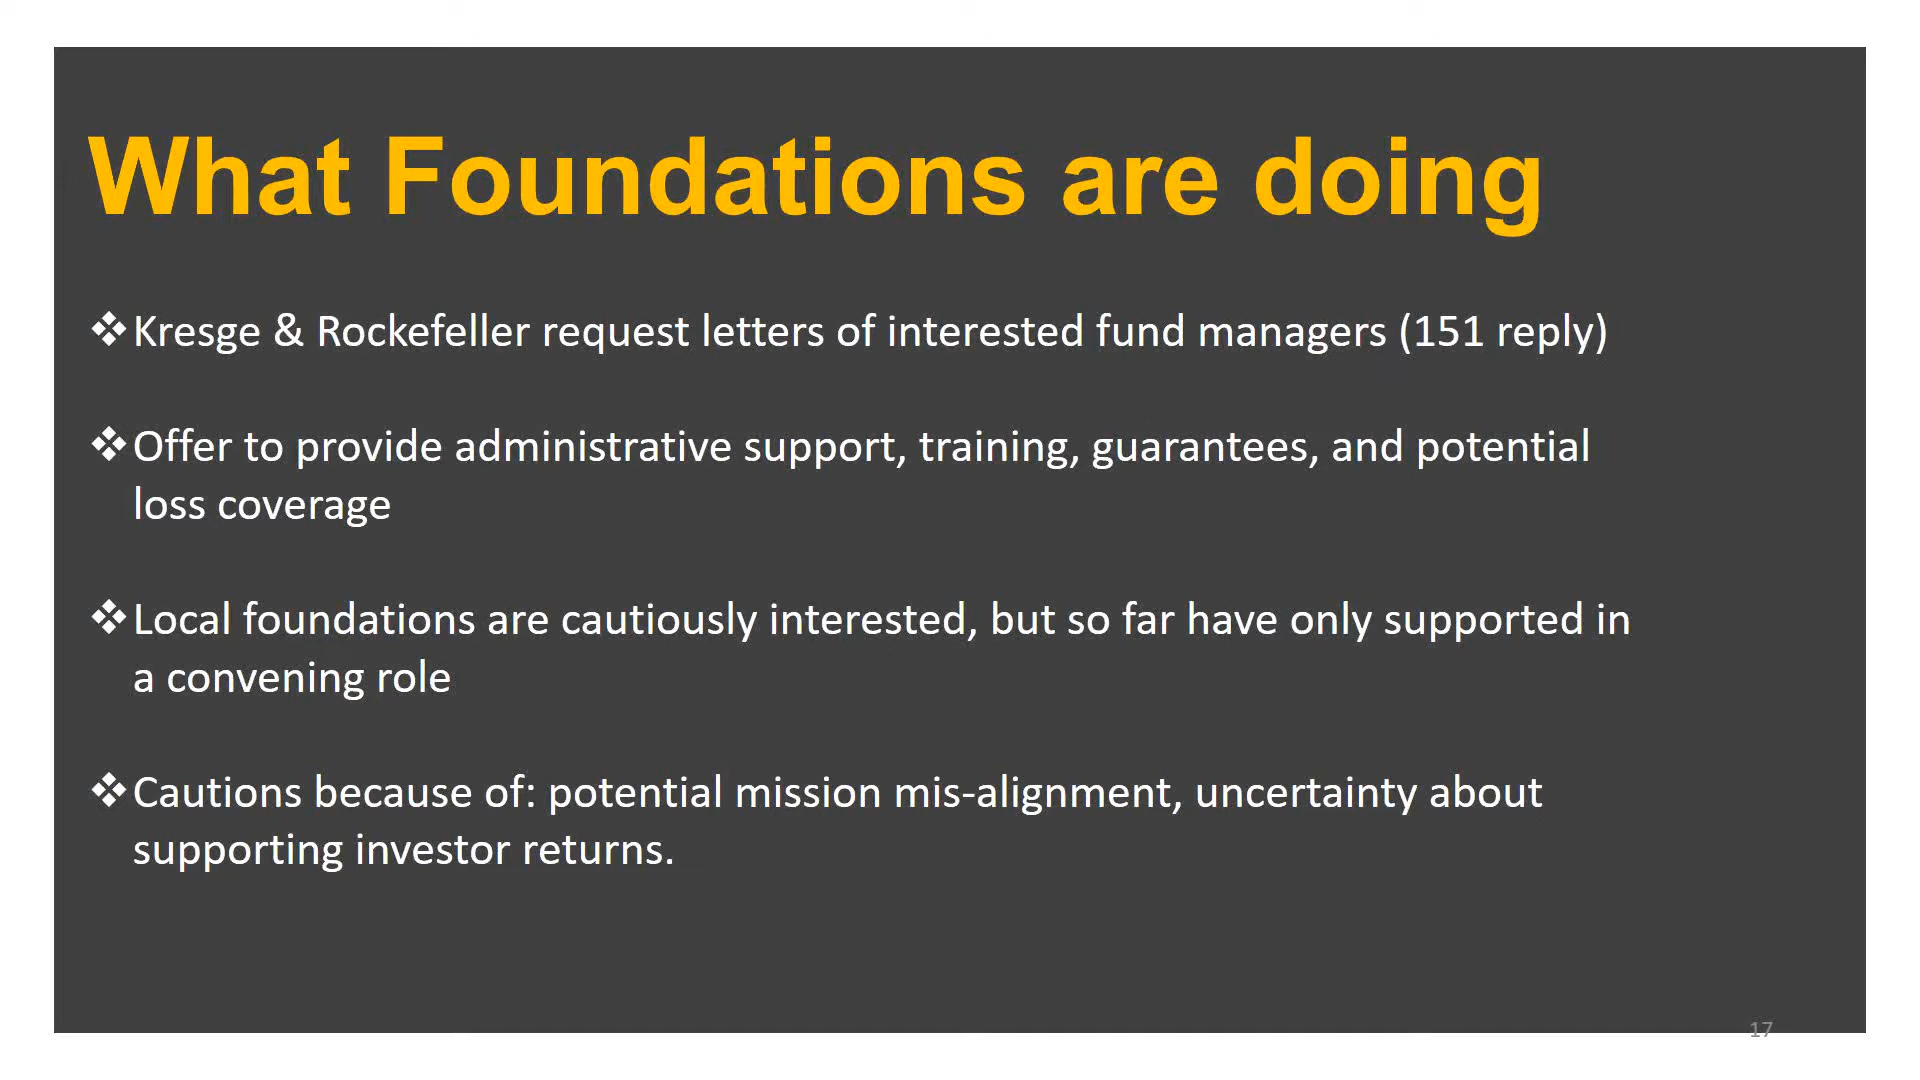 What Foundations are doing
❖Kresge & Rockefeller request letters of interested fund managers (151 reply)
❖Offer to provide administrative support, training, guarantees, and potential
loss coverage
❖Local foundations are cautiously interested, but so far have only supported in
a convening role
❖Cautions because of: potential mission mis-alignment, uncertainty about
supporting investor returns.
17